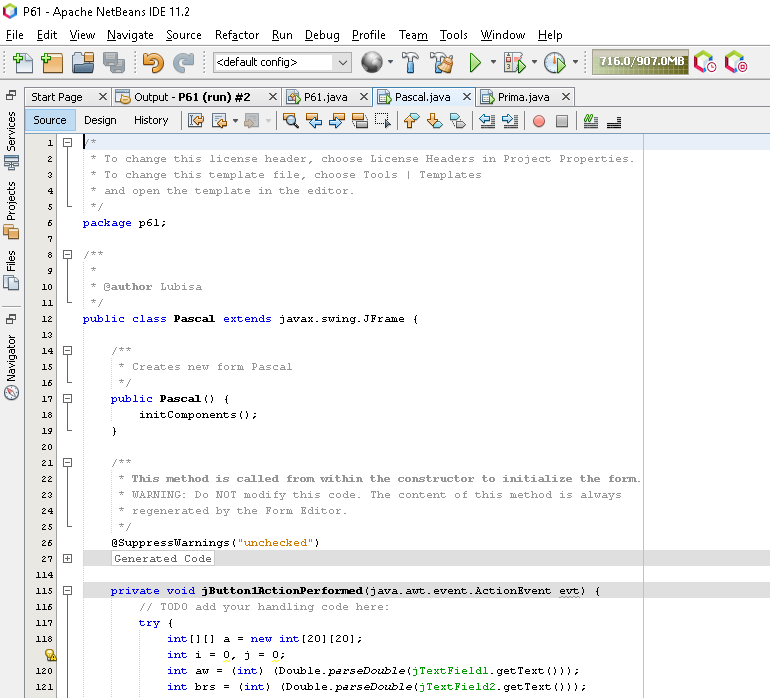 P61 - Apache NetBeans IDE 11.2
File Edit View Navigate Source Refactor Run Debug Profile Team Tools Window Help
<default config> 716.0/907.0MB
Start Page Output - P61 (run) #2 P61.java Pascal.java Prima.java
Source Design History
Services
Projects
Files
Navigator
1 /*
2 * To change this license header, choose License Headers in Project Properties.
3 * To change this template file, choose Tools | Templates
4 * and open the template in the editor.
5 */
6 package p61;
7
8 /**
9 *
10 * @author Lubisa
11 */
12 public class Pascal extends javax.swing.JFrame {
13
14 /**
15 * Creates new form Pascal
16 */
17 public Pascal() {
18 initComponents();
19 }
20
21 /**
22 * This method is called from within the constructor to initialize the form.
23 * WARNING: Do NOT modify this code. The content of this method is always
24 * regenerated by the Form Editor.
25 */
26 @SuppressWarnings("unchecked")
27 Generated Code
114
115 private void jButton1ActionPerformed(java.awt.event.ActionEvent evt) {
116 // TODO add your handling code here:
117 try {
118 int[][] a = new int[20][20];
int i = 0, j = 0;
120 int aw = (int) (Double.parseDouble(jTextField1.getText()));
121 int brs = (int) (Double.parseDouble(jTextField2.getText());